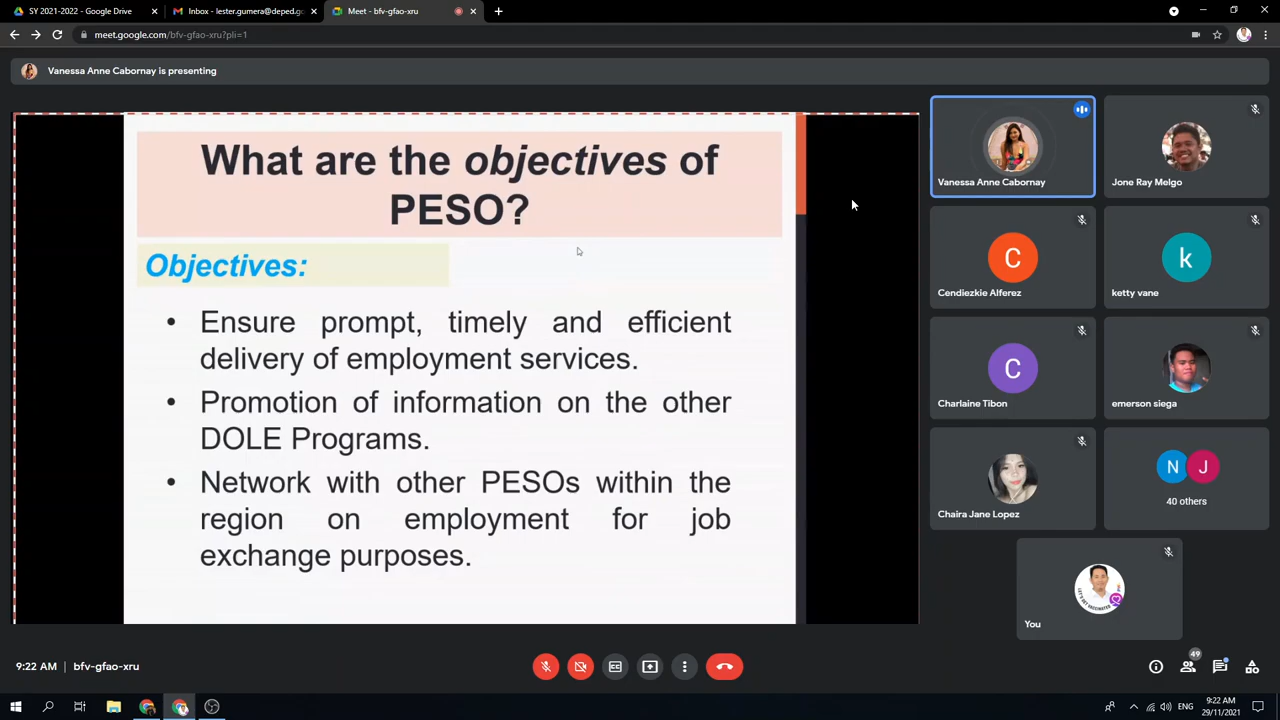 SY 2021-2022 - Google Drive
Inbox - lester.gumera@deped.go
Meet - bfv-gfao-xru
meet.google.com/bfv-gfao-xru?pli=1
Vanessa Anne Cabornay is presenting
What are the objectives of
PESO?
Objectives:
• Ensure prompt, timely and efficient
delivery of employment services.
• Promotion of information on the other
DOLE Programs.
• Network with other PESOs within the
region on employment for job
exchange purposes.
Vanessa Anne Cabornay
Jone Ray Melgo
C
Cendiezkie Alferez
k
ketty vane
C
Charlaine Tibon
emerson siega
Chaira Jane Lopez
N J
40 others
LET'S GET VACCINATED
You
9:22 AM | bfv-gfao-xru
49
ENG
9:22 AM
29/11/2021